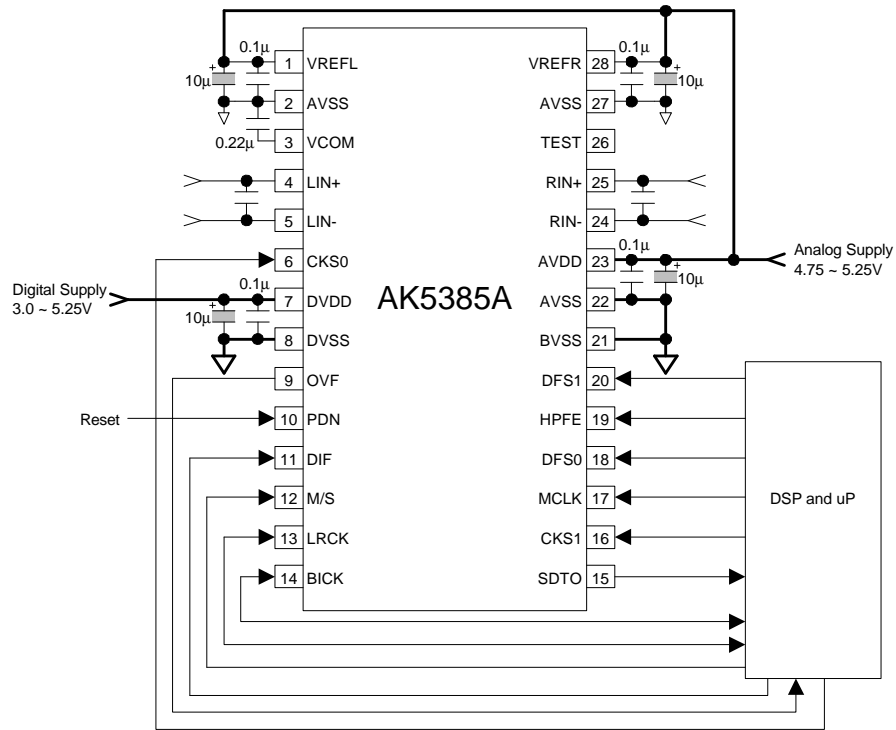 0.1µ
10µ
+
1 VREFL
2 AVSS
0.22µ
3 VCOM
4 LIN+
5 LIN-
6 CKS0
Digital Supply
3.0 ~ 5.25V
0.1µ
10µ
+
7 DVDD
8 DVSS
9 OVF
Reset
10 PDN
11 DIF
12 M/S
13 LRCK
14 BICK
AK5385A
VREFR 28
0.1µ
+
10µ
AVSS 27
TEST 26
RIN+ 25
RIN- 24
AVDD 23
0.1µ
+
10µ
Analog Supply
4.75 ~ 5.25V
AVSS 22
BVSS 21
DFS1 20
HPFE 19
DFS0 18
MCLK 17
CKS1 16
SDTO 15
DSP and uP